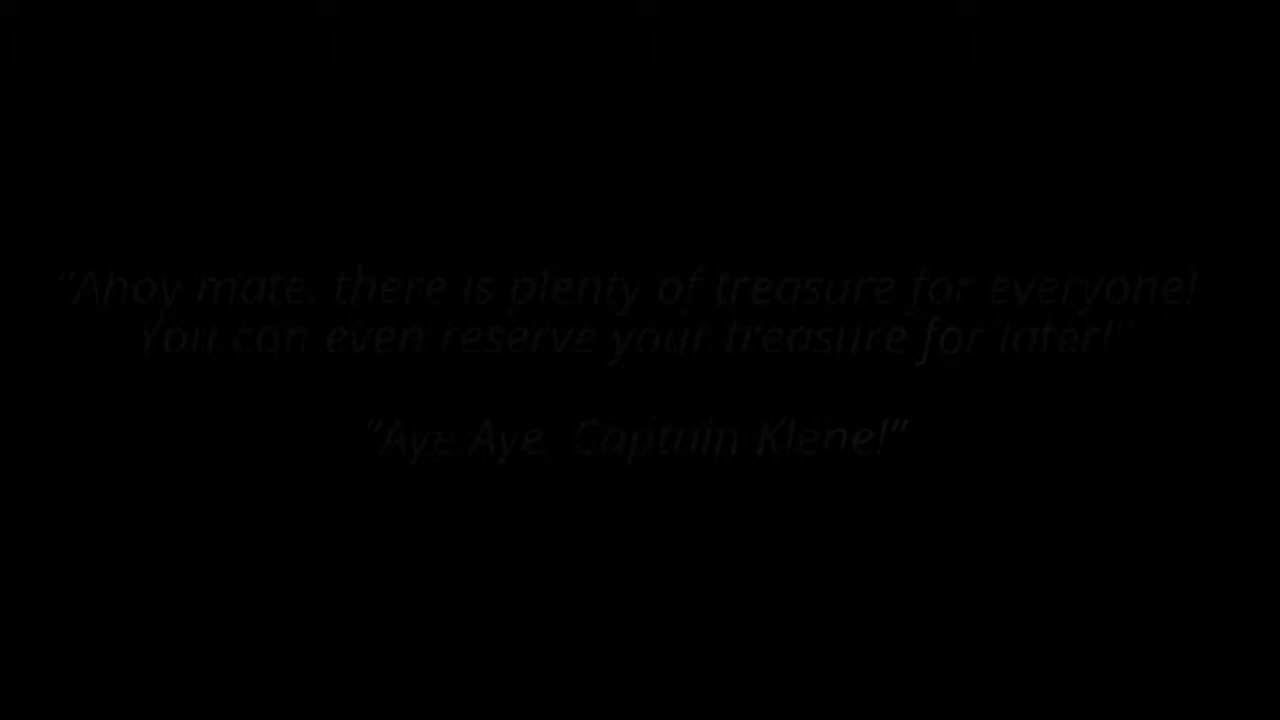 "Ahoy mate, there is plenty of treasure for everyone!
You can even reserve your treasure for later!"
"Aye Aye, Captain Klene!"